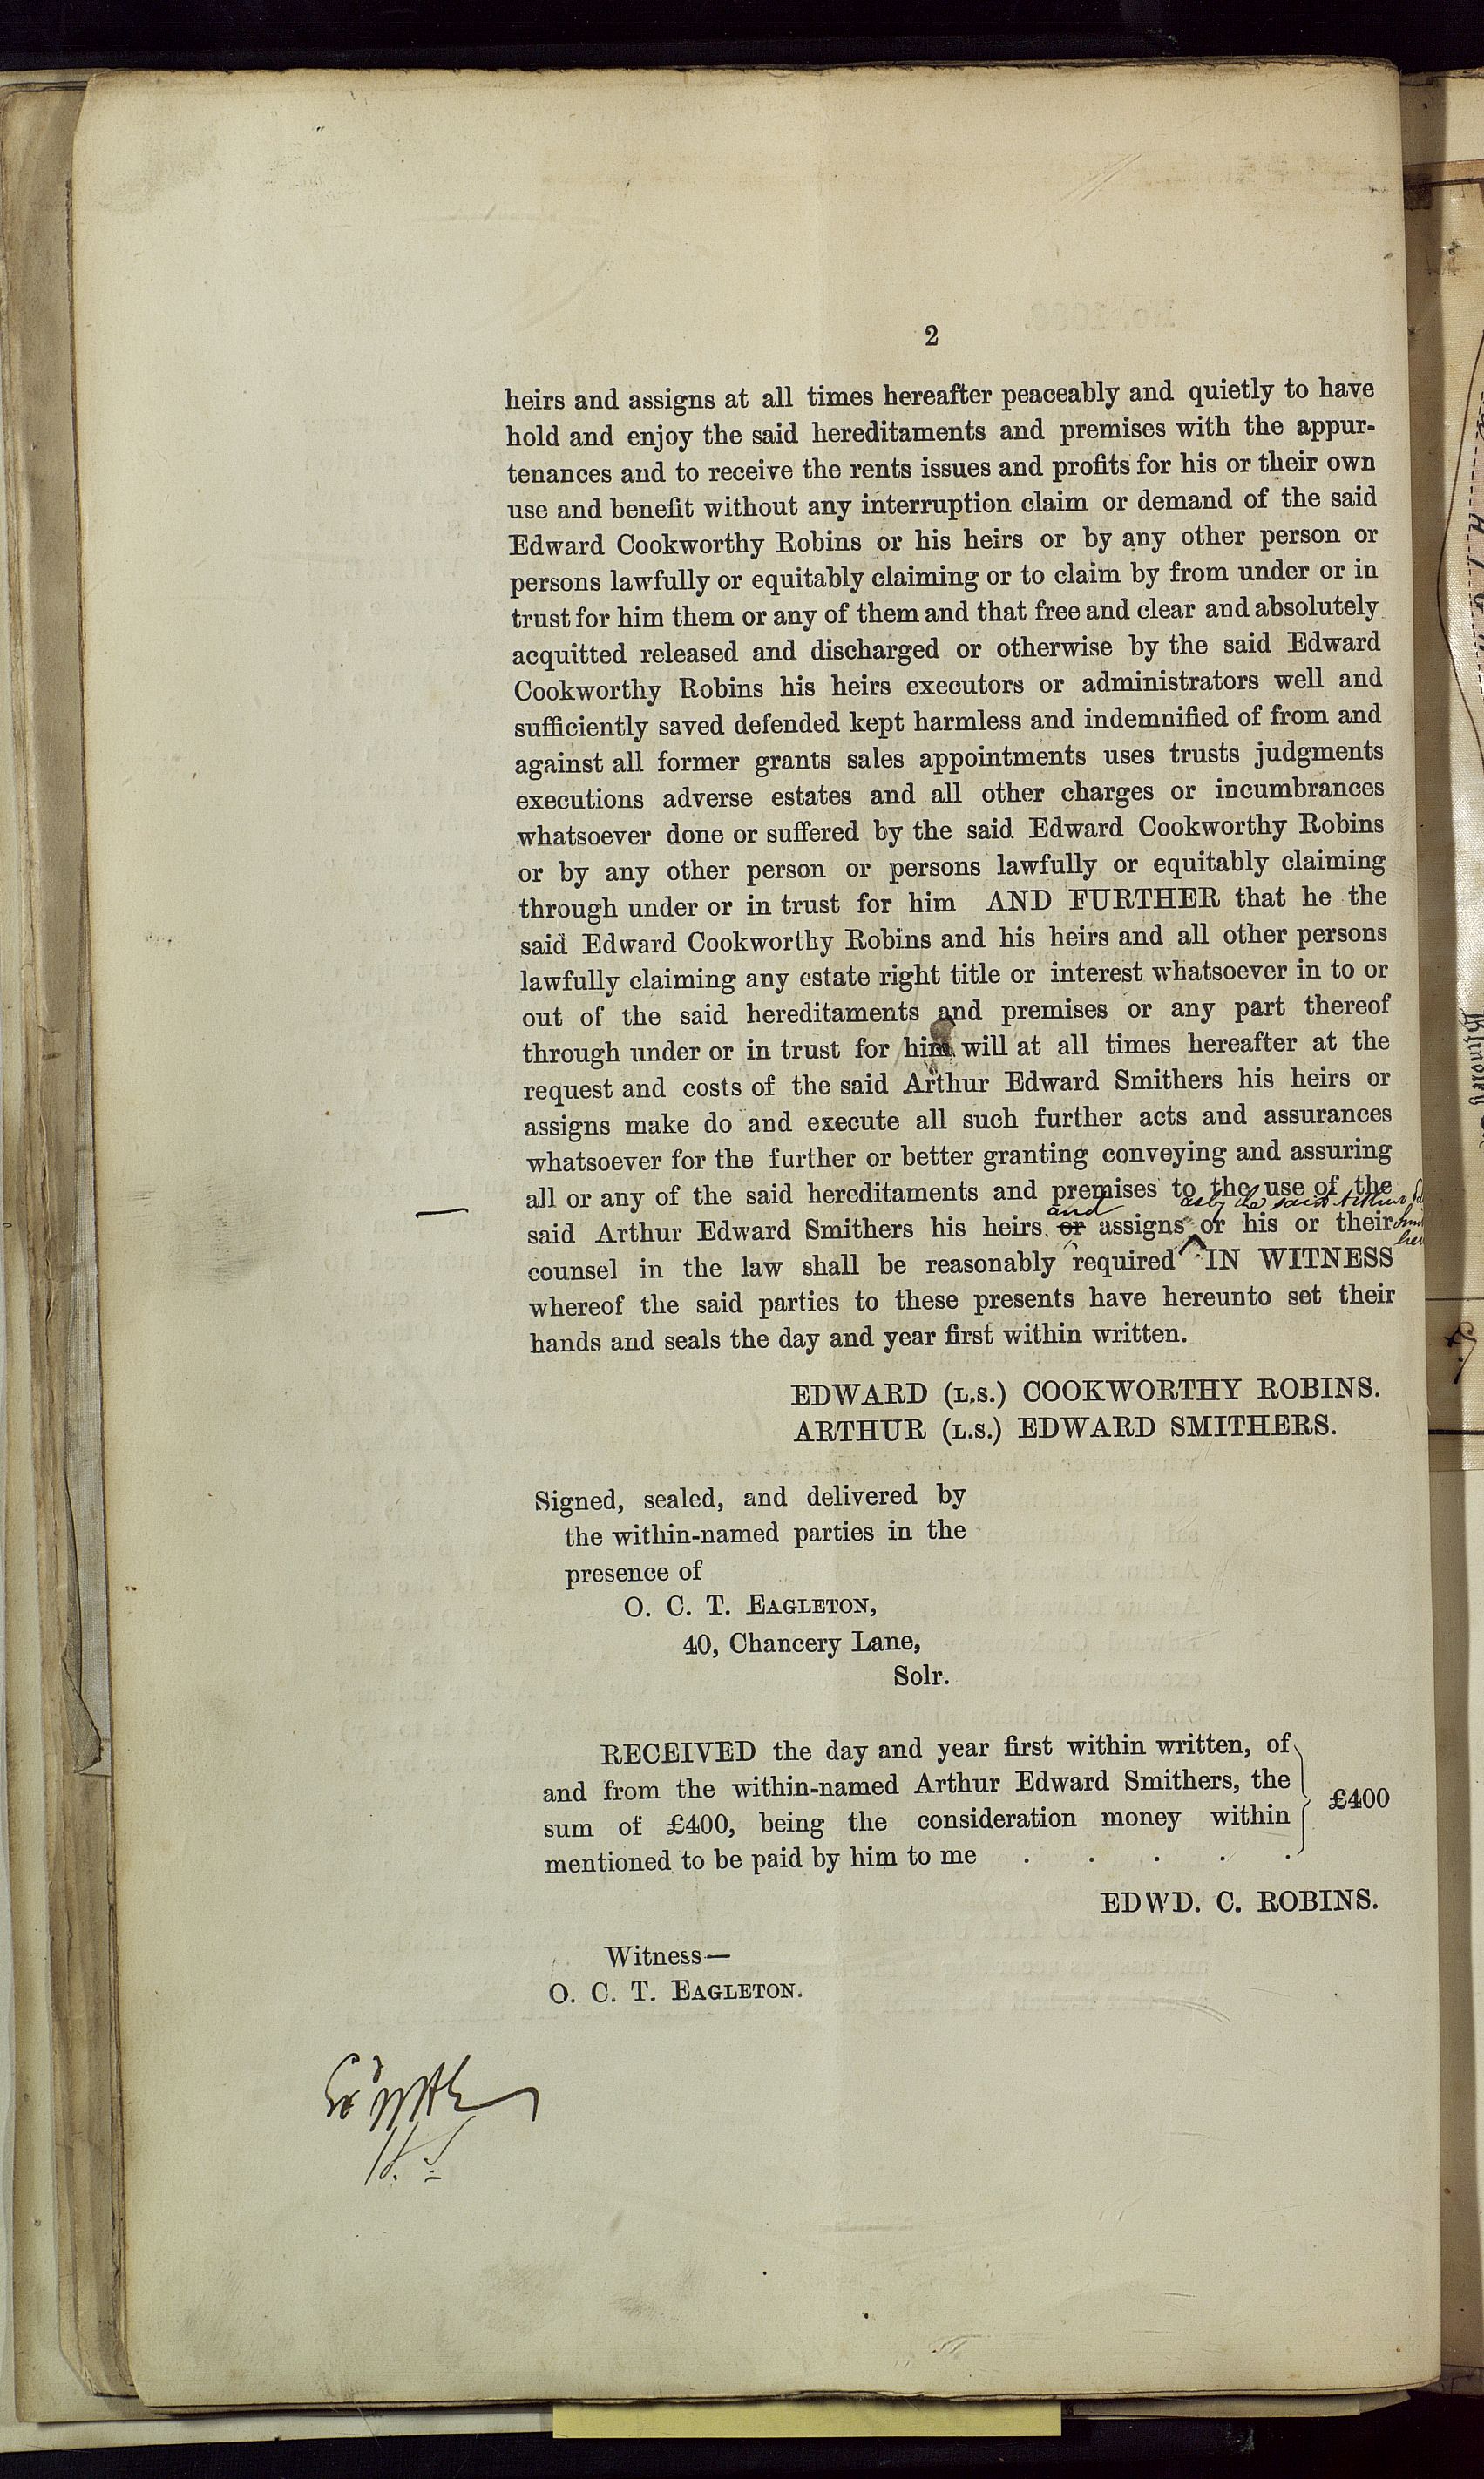 2
heirs and assigns at all times hereafter peaceably and quietly to have
hold and enjoy the said hereditaments and premises with the appur-
tenances and to receive the rents issues and profits for his or their own
use and benefit without any interruption claim or demand of the said
Edward Cookworthy Robins or his heirs or by any other person or
persons lawfully or equitably claiming or to claim by from under or in
trust for him them or any of them and that free and clear and absolutely
acquitted released and discharged or otherwise by the said Edward
Cookworthy Robins his heirs executors or administrators well and
sufficiently saved defended kept harmless and indemnified of from and
against all former grants sales appointments uses trusts judgments
executions adverse estates and all other charges or incumbrances
whatsoever done or suffered by the said Edward Cookworthy Robins
or by any other person or persons lawfully or equitably claiming
through under or in trust for him AND FURTHER that he the
said Edward Cookworthy Robins and his heirs and all other persons
lawfully claiming any estate right title or interest whatsoever in to or
out of the said hereditaments and premises or any part thereof
through under or in trust for him will at all times hereafter at the
request and costs of the said Arthur Edward Smithers his heirs or
assigns make do and execute all such further acts and assurances
whatsoever for the further or better granting conveying and assuring
all or any of the said hereditaments and premises to the use of the
and as by the said Arthur
said Arthur Edward Smithers his heirs or assigns or his or their
counsel in the law shall be reasonably required IN WITNESS
whereof the said parties to these presents have hereunto set their
hands and seals the day and year first within written.
EDWARD (L.S.) COOKWORTHY ROBINS.
ARTHUR (L.S.) EDWARD SMITHERS.
Signed, sealed, and delivered by
the within-named parties in the
presence of
O. C. T. EAGLETON,
40, Chancery Lane,
Solr.
RECEIVED the day and year first within written, of
and from the within-named Arthur Edward Smithers, the
sum of £400, being the consideration money within
mentioned to be paid by him to me . . . . .
£400
EDWD. C. ROBINS.
Witness—
O. C. T. EAGLETON.